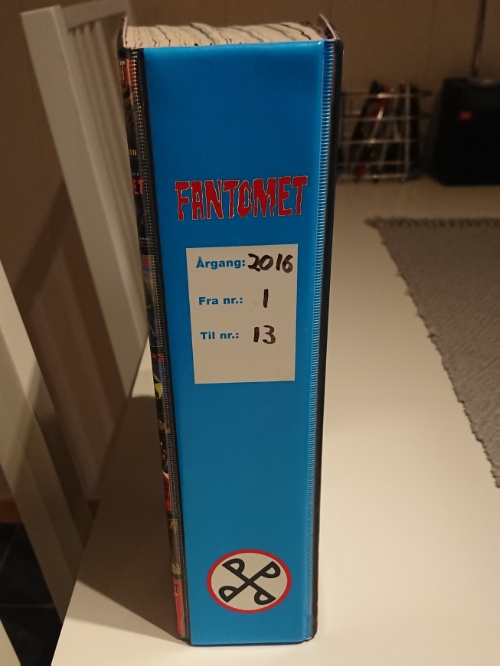 FANTOMET
Årgang: 2016
Fra nr.: 1
Til nr.: 13